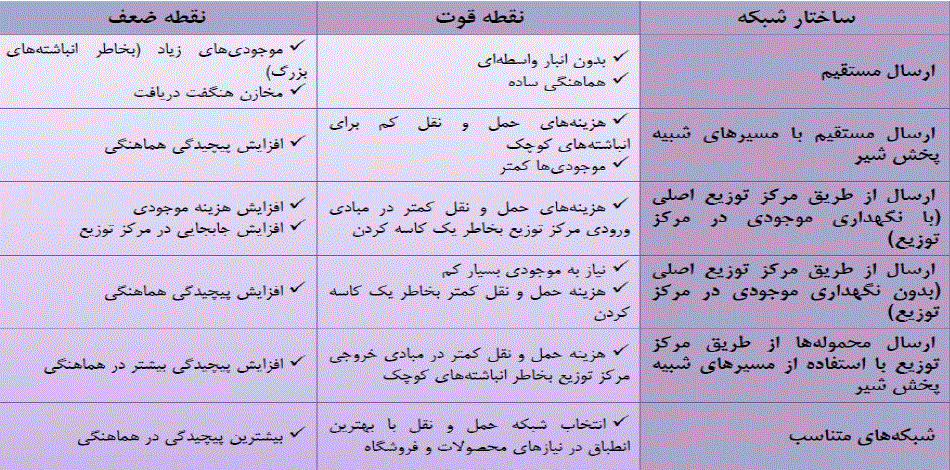 ساختار شبکه
نقطه قوت
نقطه ضعف
ارسال مستقیم
✓ بدون انبار واسطه‌ای
✓ هماهنگی ساده
✓ موجودی‌های زیاد (بخاطر انباشته‌های
بزرگ)
✓ مخازن هنگفت دریافت
ارسال مستقیم با مسیرهای شبیه
پخش شیر
✓ هزینه‌های حمل و نقل کم برای
انباشته‌های کوچک
✓ موجودی‌ها کمتر
✓ افزایش پیچیدگی هماهنگی
ارسال از طریق مرکز توزیع اصلی
(با نگهداری موجودی در مرکز
توزیع)
✓ هزینه‌های حمل و نقل کمتر در مبادی
ورودی مرکز توزیع بخاطر یک کاسه کردن
✓ افزایش هزینه موجودی
✓ افزایش جابجایی در مرکز توزیع
ارسال از طریق مرکز توزیع اصلی
(بدون نگهداری موجودی در مرکز
توزیع)
✓ نیاز به موجودی بسیار کم
✓ هزینه حمل و نقل کمتر بخاطر یک کاسه
کردن
✓ افزایش پیچیدگی هماهنگی
ارسال محموله‌ها از طریق مرکز
توزیع با استفاده از مسیرهای شبیه
پخش شیر
✓ هزینه حمل و نقل کمتر در مبادی خروجی
مرکز توزیع بخاطر انباشته‌های کوچک
✓ افزایش پیچیدگی بیشتر در هماهنگی
شبکه‌های متناسب
✓ انتخاب شبکه حمل و نقل با بهترین
انطباق در نیازهای محصولات و فروشگاه
✓ بیشترین پیچیدگی در هماهنگی